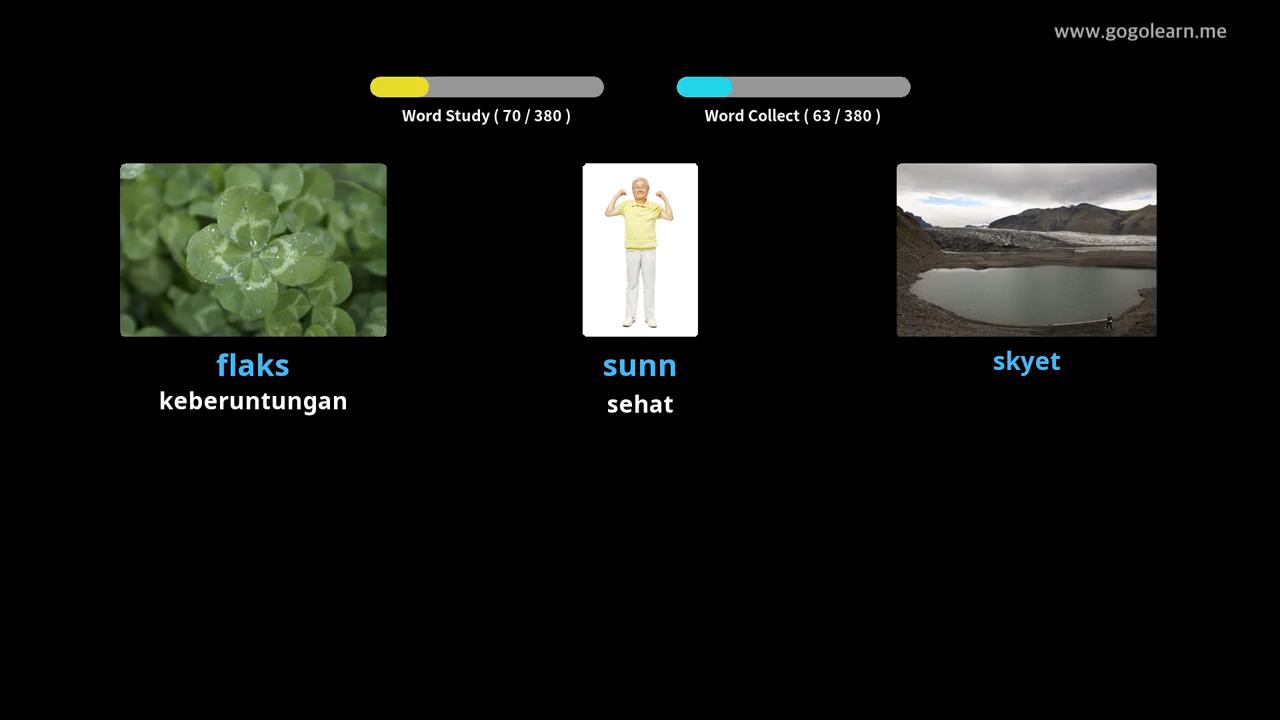 www.gogolearn.me
Word Study ( 70 / 380 )
Word Collect ( 63 / 380 )
flaks
keberuntungan
sunn
sehat
skyet